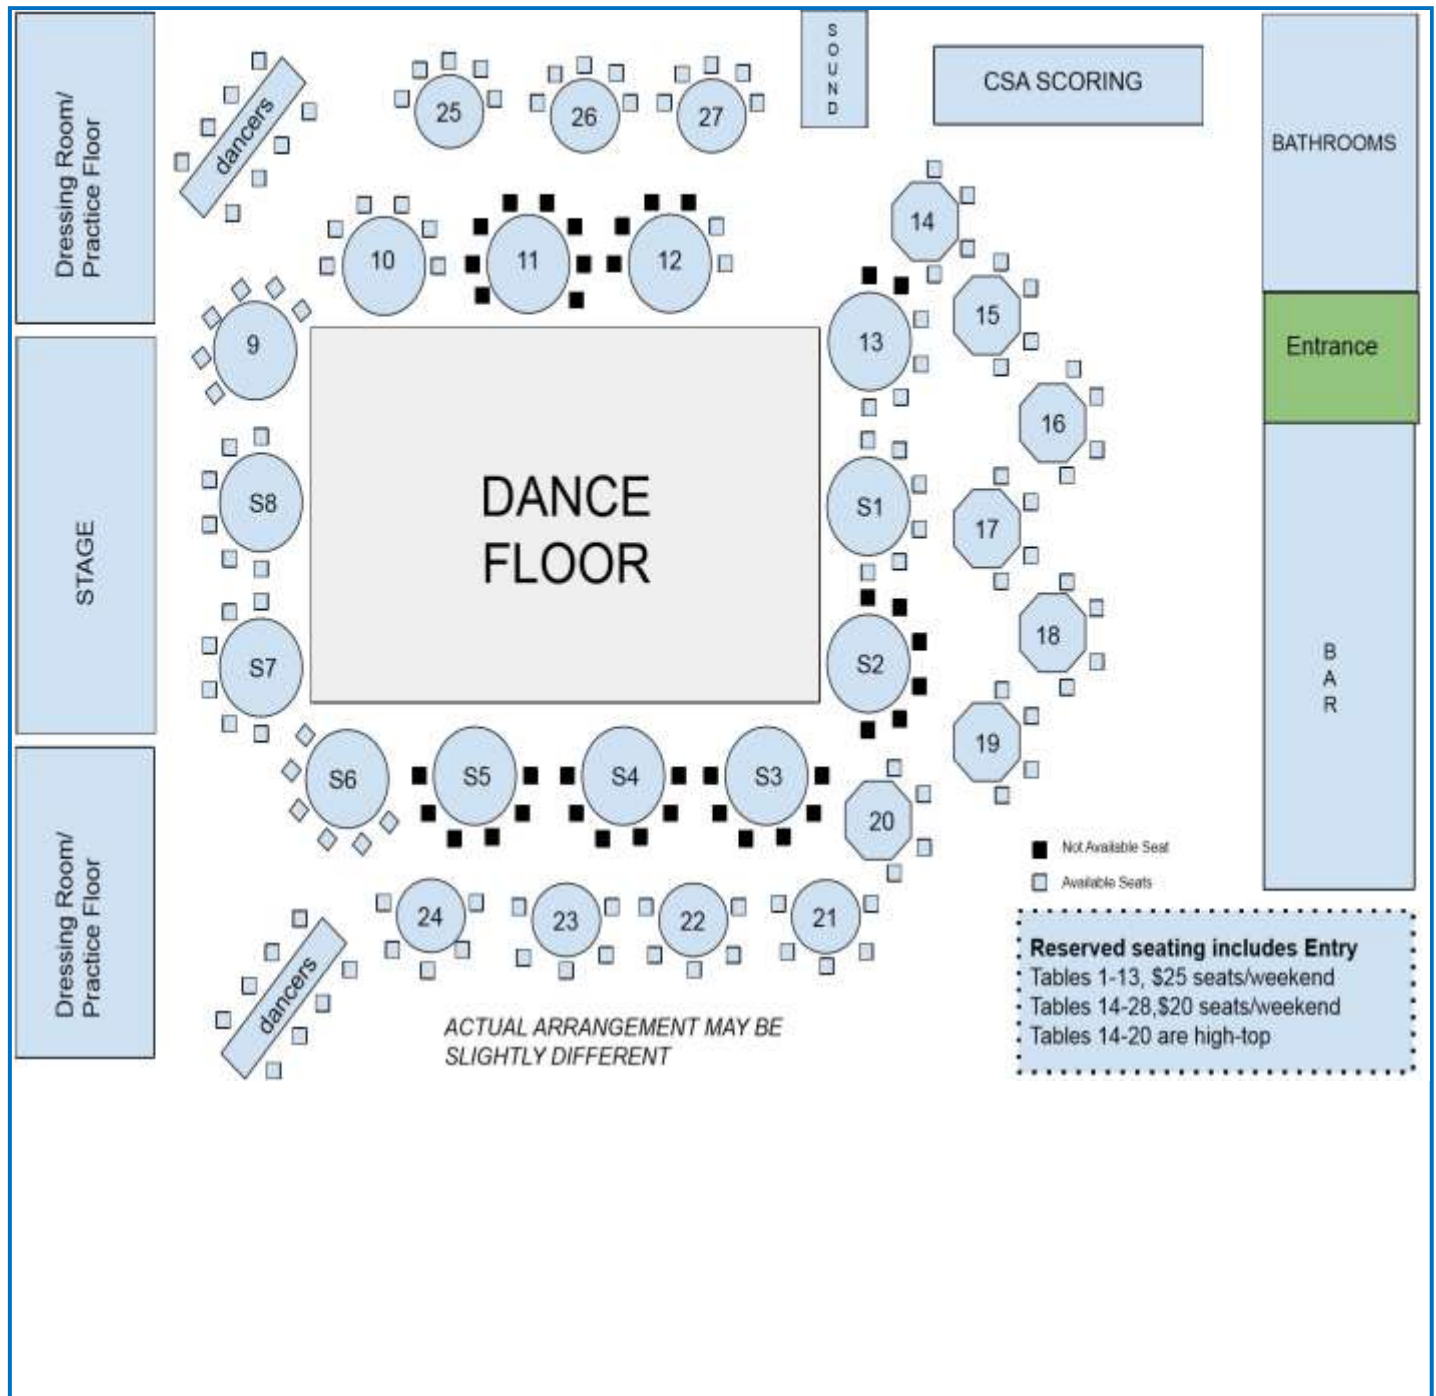 SOUND
CSA SCORING
BATHROOMS
Dressing Room/
Practice Floor
dancers
25
26
27
14
10
11
12
15
13
9
Entrance
16
S8
DANCE
FLOOR
S1
17
STAGE
S7
S2
18
BAR
19
S6
S5
S4
S3
20
Not Available Seat
Available Seats
Dressing Room/
Practice Floor
24
23
22
21
dancers
Reserved seating includes Entry
Tables 1-13, $25 seats/weekend
Tables 14-28,$20 seats/weekend
Tables 14-20 are high-top
ACTUAL ARRANGEMENT MAY BE
SLIGHTLY DIFFERENT